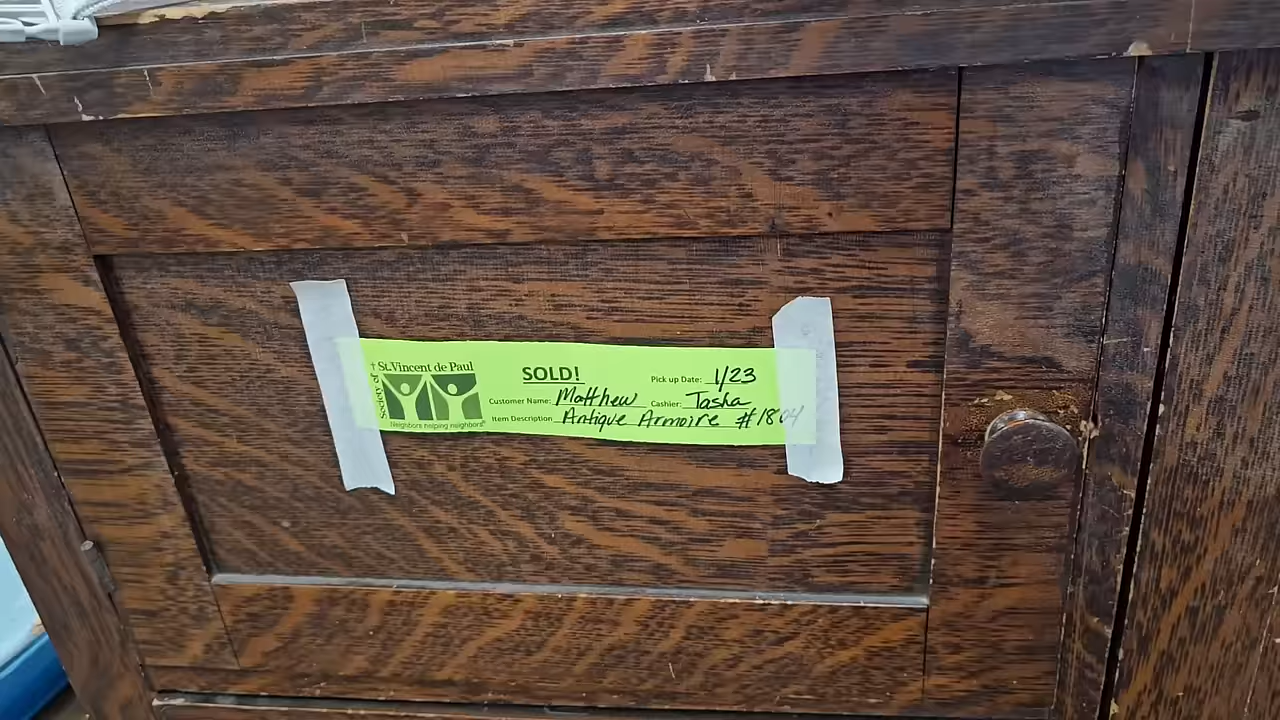 Society of
St.Vincent de Paul
Neighbors helping neighbors®
SOLD!
Pick up Date: 1/23
Customer Name: Matthew Cashier: Tasha
Item Description Antique Armoire #1804